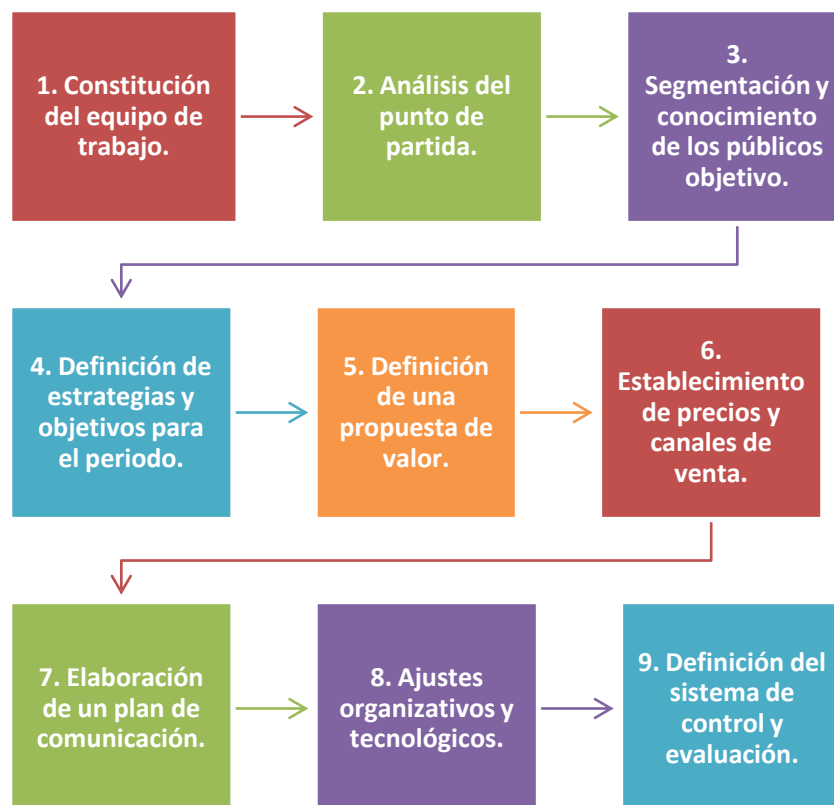 1. Constitución
del equipo de
trabajo.
2. Análisis del
punto de
partida.
3.
Segmentación y
conocimiento
de los públicos
objetivo.
4. Definición de
estrategias y
objetivos para
el periodo.
5. Definición
de una
propuesta de
valor.
6.
Establecimiento
de precios y
canales de
venta.
7. Elaboración
de un plan de
comunicación.
8. Ajustes
organizativos y
tecnológicos.
9. Definición del
sistema de
control y
evaluación.